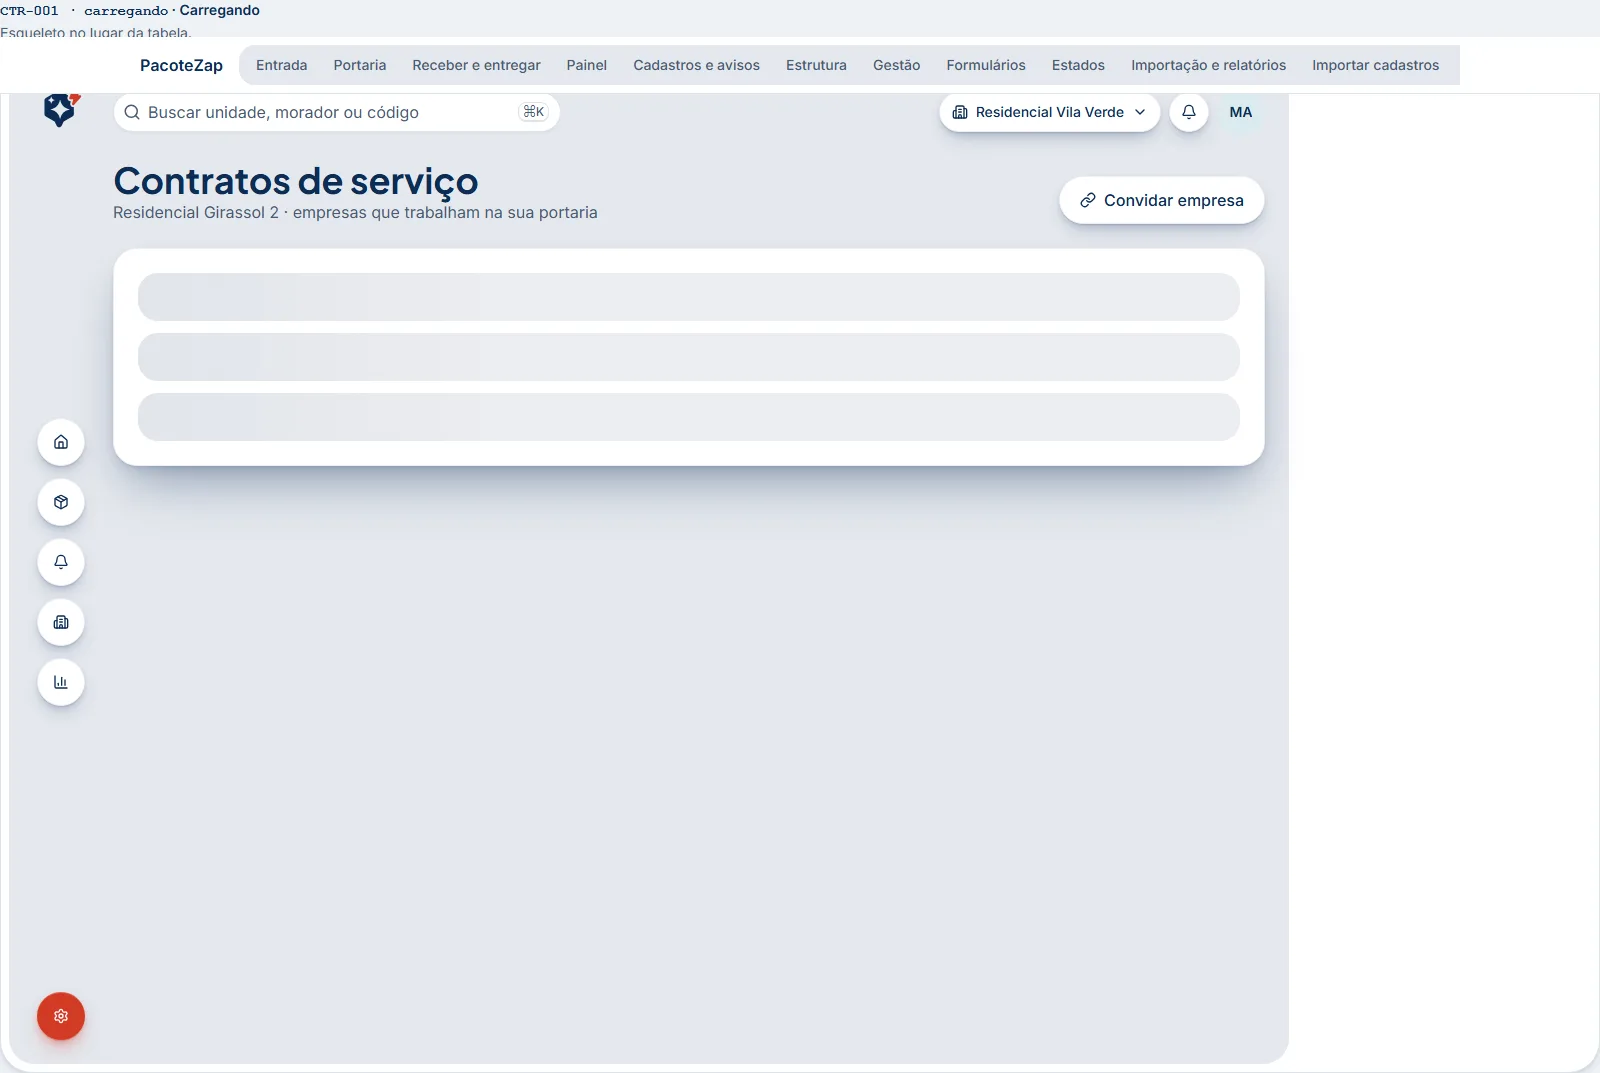 CTR-001 · carregando · Carregando
Esqueleto no lugar da tabela.
PacoteZap Entrada Portaria Receber e entregar Painel Cadastros e avisos Estrutura Gestão Formulários Estados Importação e relatórios Importar cadastros
Buscar unidade, morador ou código ⌘K Residencial Vila Verde MA
Contratos de serviço
Residencial Girassol 2 · empresas que trabalham na sua portaria
Convidar empresa